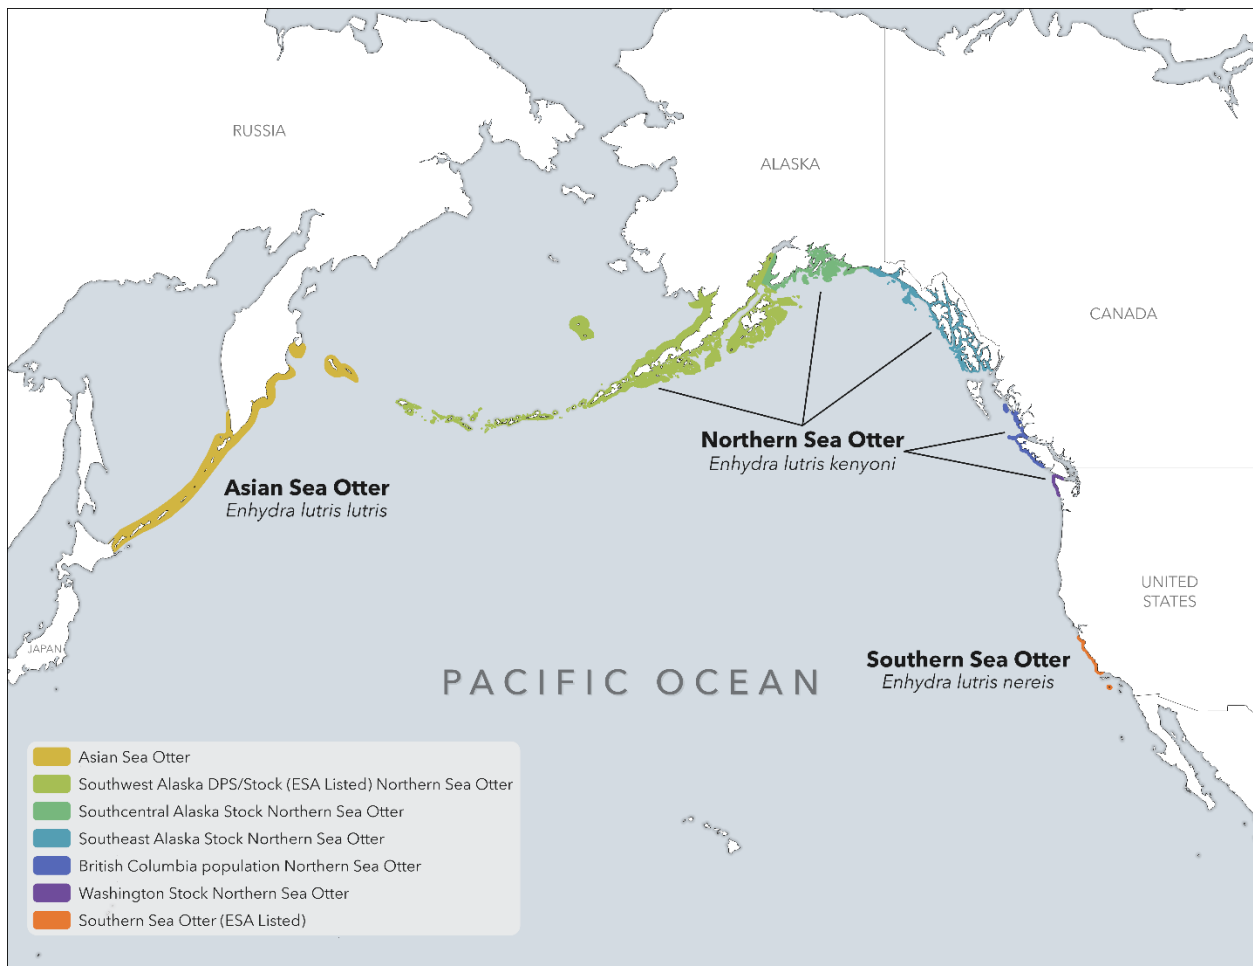 RUSSIA
ALASKA
CANADA
Northern Sea Otter
Enhydra lutris kenyoni
Asian Sea Otter
Enhydra lutris lutris
UNITED
STATES
JAPAN
Southern Sea Otter
Enhydra lutris nereis
PACIFIC OCEAN
Asian Sea Otter
Southwest Alaska DPS/Stock (ESA Listed) Northern Sea Otter
Southcentral Alaska Stock Northern Sea Otter
Southeast Alaska Stock Northern Sea Otter
British Columbia population Northern Sea Otter
Washington Stock Northern Sea Otter
Southern Sea Otter (ESA Listed)